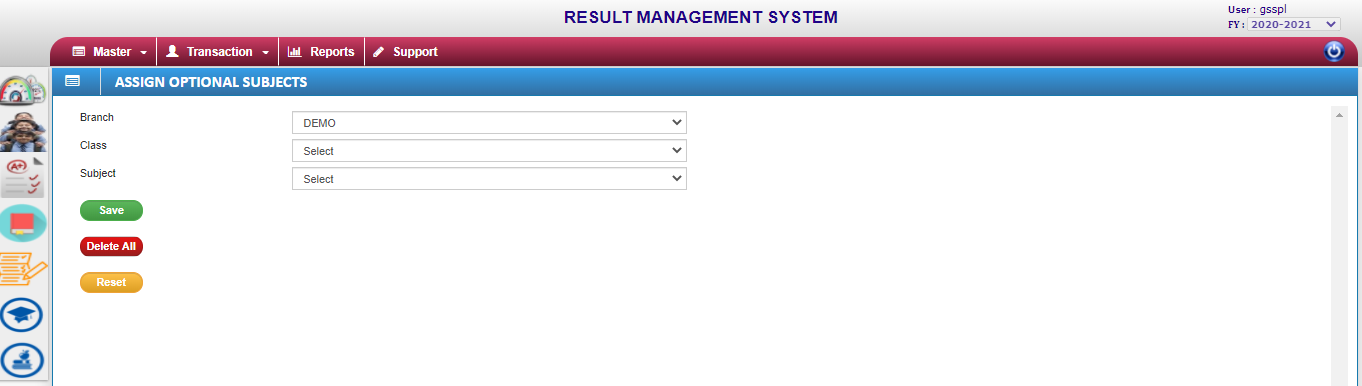 RESULT MANAGEMENT SYSTEM
User : gsspl
FY : 2020-2021
Master Transaction Reports Support
ASSIGN OPTIONAL SUBJECTS
Branch DEMO
Class Select
Subject Select
Save
Delete All
Reset
A+